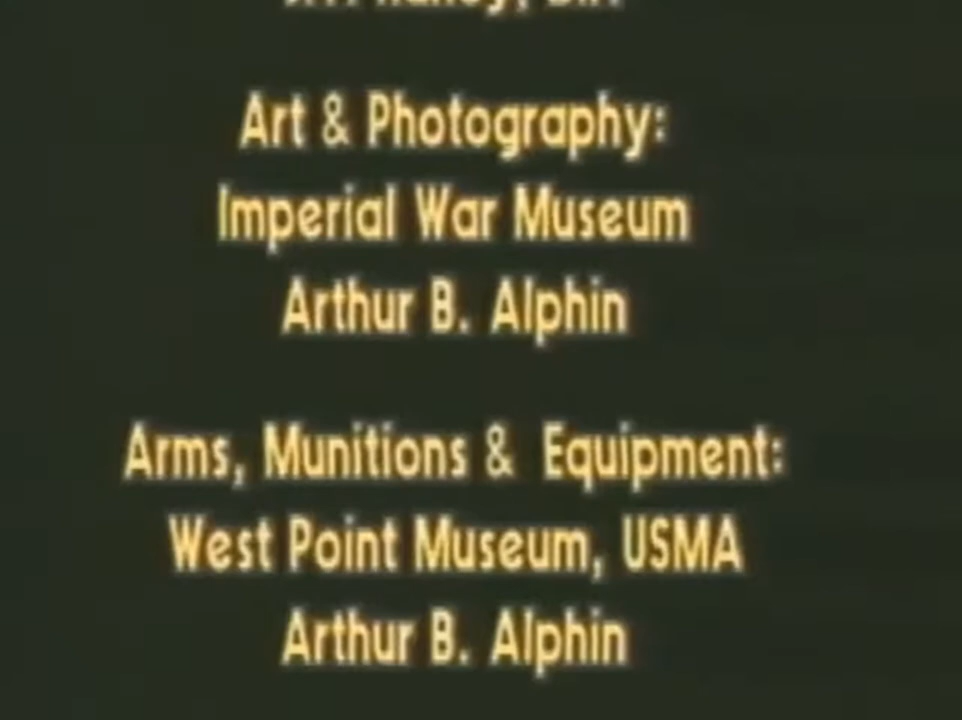 Art & Photography:
Imperial War Museum
Arthur B. Alphin
Arms, Munitions & Equipment:
West Point Museum, USMA
Arthur B. Alphin